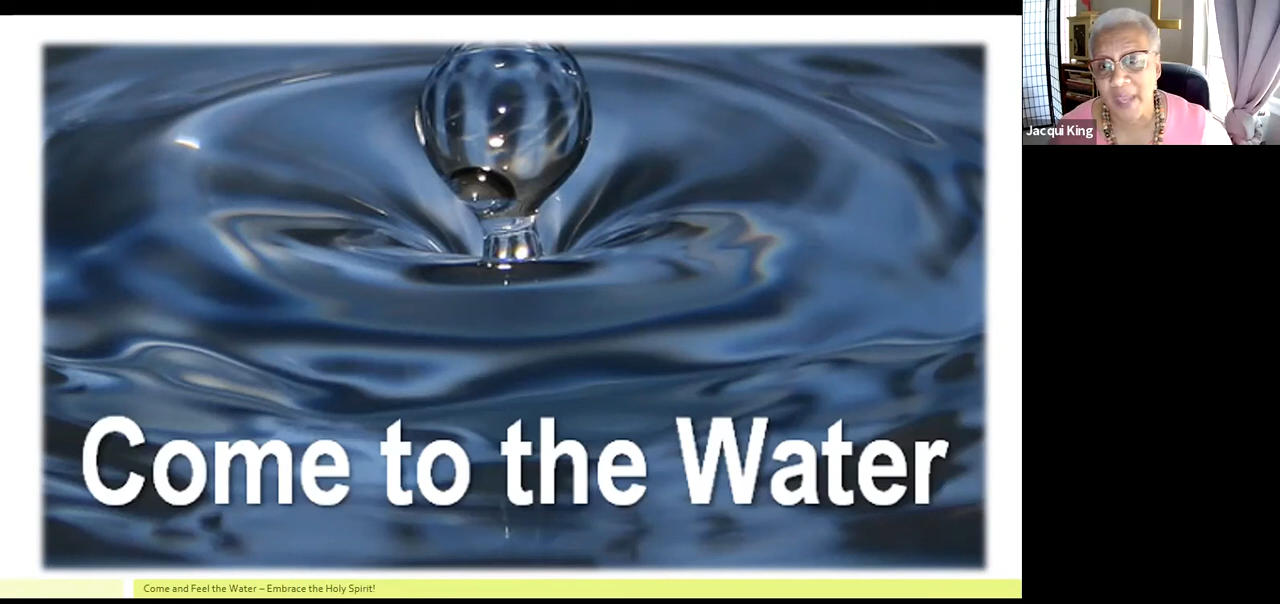 Jacqui King
Come to the Water
Come and Feel the Water – Embrace the Holy Spirit!